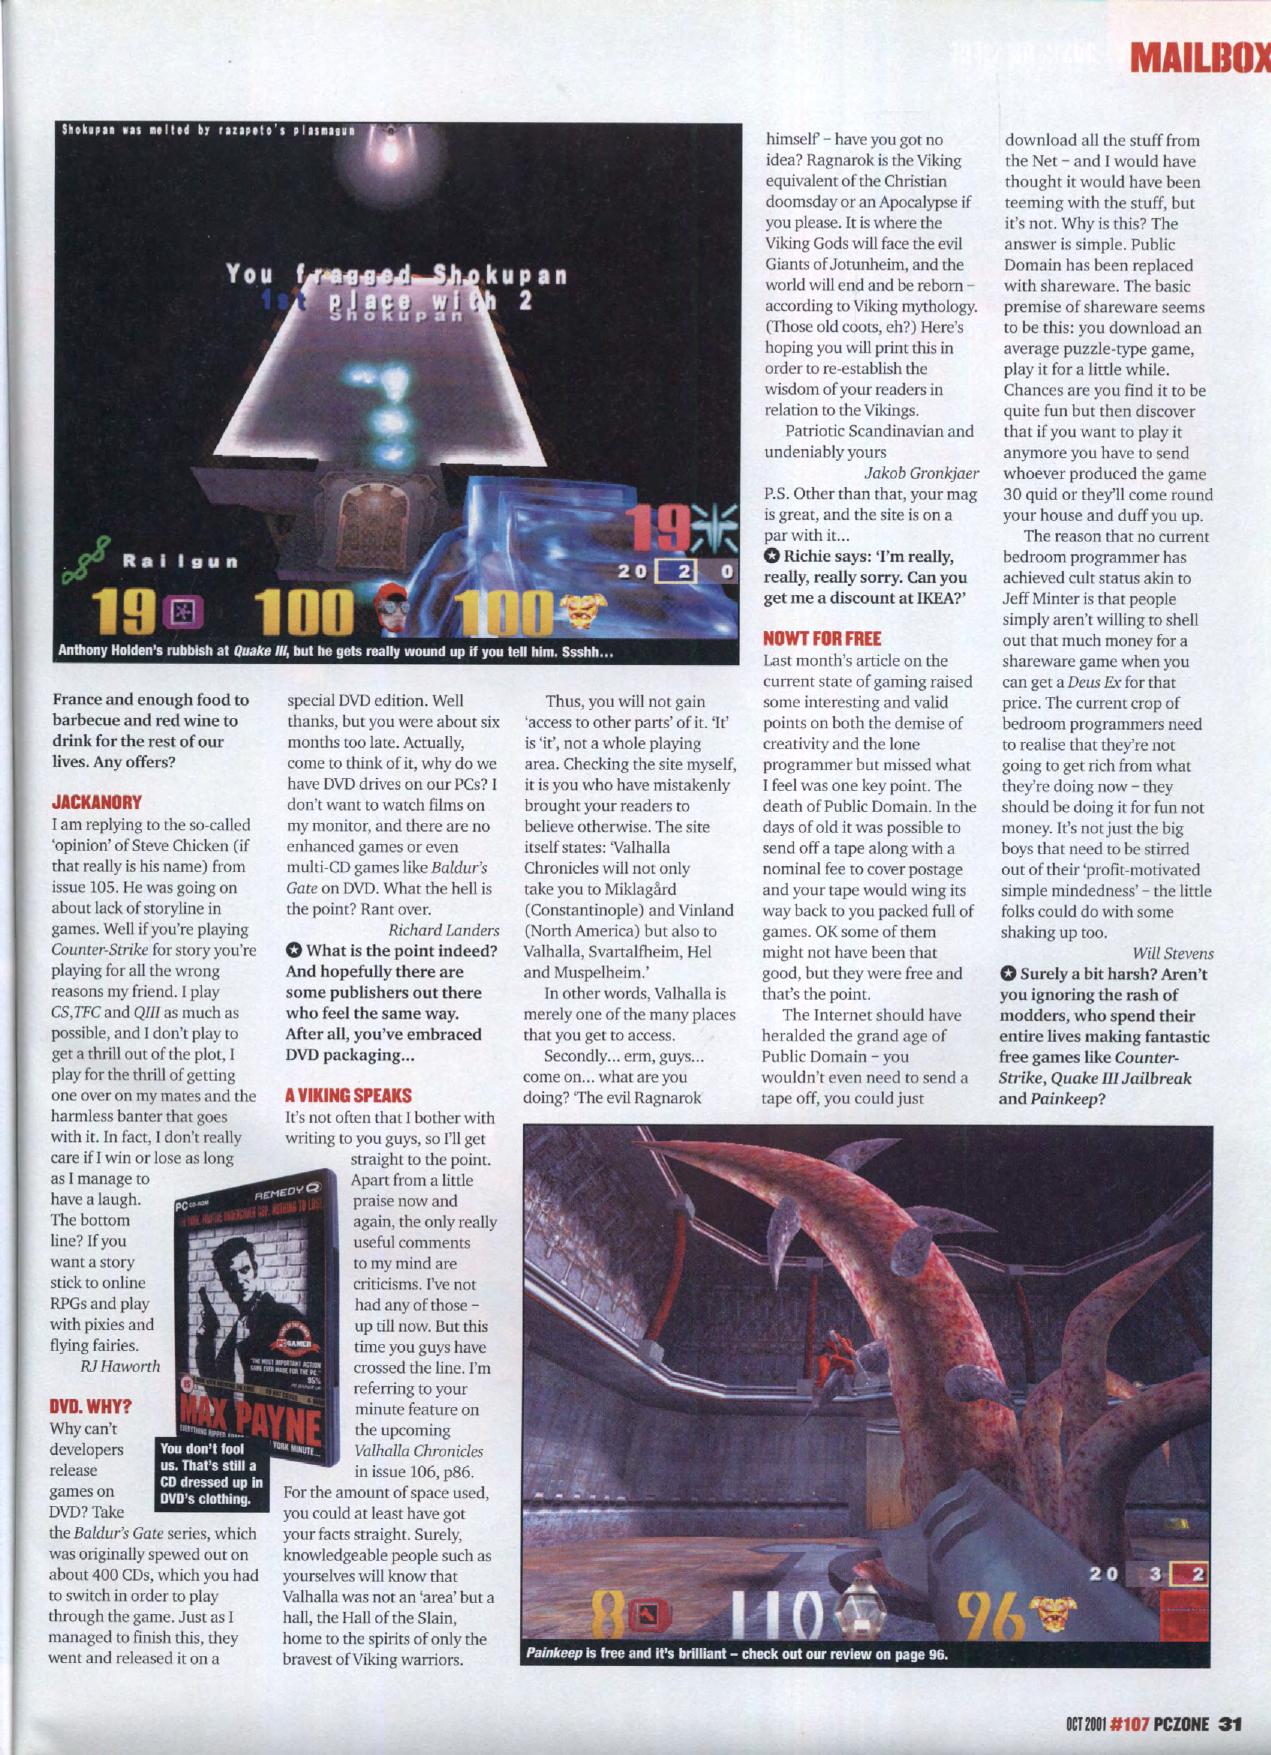 MAILBOX
Shokupan was melted by razapeto's plasmagun
You fragged Shokupan
1st place with 2
Shokupan
Railgun
19
20 2 0
19 100 100
Anthony Holden's rubbish at Quake III, but he gets really wound up if you tell him. Ssshh...
France and enough food to
barbecue and red wine to
drink for the rest of our
lives. Any offers?
JACKANORY
I am replying to the so-called
'opinion' of Steve Chicken (if
that really is his name) from
issue 105. He was going on
about lack of storyline in
games. Well if you're playing
Counter-Strike for story you're
playing for all the wrong
reasons my friend. I play
CS,TFC and QIII as much as
possible, and I don't play to
get a thrill out of the plot, I
play for the thrill of getting
one over on my mates and the
harmless banter that goes
with it. In fact, I don't really
care if I win or lose as long
as I manage to
have a laugh.
The bottom
line? If you
want a story
stick to online
RPGs and play
with pixies and
flying fairies.
RJ Haworth
DVD. WHY?
Why can't
developers
release
games on
DVD? Take
the Baldur's Gate series, which
was originally spewed out on
about 400 CDs, which you had
to switch in order to play
through the game. Just as I
managed to finish this, they
went and released it on a
PC CD-ROM
REMEDY
PC GAMER
"THE MOST IMPORTANT ACTION
GAME EVER MADE FOR THE PC."
95%
15
MAX PAYNE
YORK MINUTE...
You don't fool
us. That's still a
CD dressed up in
DVD's clothing.
special DVD edition. Well
thanks, but you were about six
months too late. Actually,
come to think of it, why do we
have DVD drives on our PCs? I
don't want to watch films on
my monitor, and there are no
enhanced games or even
multi-CD games like Baldur's
Gate on DVD. What the hell is
the point? Rant over.
Richard Landers
✪ What is the point indeed?
And hopefully there are
some publishers out there
who feel the same way.
After all, you've embraced
DVD packaging...
A VIKING SPEAKS
It's not often that I bother with
writing to you guys, so I'll get
straight to the point.
Apart from a little
praise now and
again, the only really
useful comments
to my mind are
criticisms. I've not
had any of those –
up till now. But this
time you guys have
crossed the line. I'm
referring to your
minute feature on
the upcoming
Valhalla Chronicles
in issue 106, p86.
For the amount of space used,
you could at least have got
your facts straight. Surely,
knowledgeable people such as
yourselves will know that
Valhalla was not an 'area' but a
hall, the Hall of the Slain,
home to the spirits of only the
bravest of Viking warriors.
Thus, you will not gain
'access to other parts' of it. 'It'
is 'it', not a whole playing
area. Checking the site myself,
it is you who have mistakenly
brought your readers to
believe otherwise. The site
itself states: 'Valhalla
Chronicles will not only
take you to Miklagård
(Constantinople) and Vinland
(North America) but also to
Valhalla, Svartalfheim, Hel
and Muspelheim.'
In other words, Valhalla is
merely one of the many places
that you get to access.
Secondly... erm, guys...
come on... what are you
doing? 'The evil Ragnarok
himself' – have you got no
idea? Ragnarok is the Viking
equivalent of the Christian
doomsday or an Apocalypse if
you please. It is where the
Viking Gods will face the evil
Giants of Jotunheim, and the
world will end and be reborn –
according to Viking mythology.
(Those old coots, eh?) Here's
hoping you will print this in
order to re-establish the
wisdom of your readers in
relation to the Vikings.
Patriotic Scandinavian and
undeniably yours
Jakob Gronkjaer
P.S. Other than that, your mag
is great, and the site is on a
par with it...
✪ Richie says: 'I'm really,
really, really sorry. Can you
get me a discount at IKEA?'
NOWT FOR FREE
Last month's article on the
current state of gaming raised
some interesting and valid
points on both the demise of
creativity and the lone
programmer but missed what
I feel was one key point. The
death of Public Domain. In the
days of old it was possible to
send off a tape along with a
nominal fee to cover postage
and your tape would wing its
way back to you packed full of
games. OK some of them
might not have been that
good, but they were free and
that's the point.
The Internet should have
heralded the grand age of
Public Domain – you
wouldn't even need to send a
tape off, you could just
download all the stuff from
the Net – and I would have
thought it would have been
teeming with the stuff, but
it's not. Why is this? The
answer is simple. Public
Domain has been replaced
with shareware. The basic
premise of shareware seems
to be this: you download an
average puzzle-type game,
play it for a little while.
Chances are you find it to be
quite fun but then discover
that if you want to play it
anymore you have to send
whoever produced the game
30 quid or they'll come round
your house and duff you up.
The reason that no current
bedroom programmer has
achieved cult status akin to
Jeff Minter is that people
simply aren't willing to shell
out that much money for a
shareware game when you
can get a Deus Ex for that
price. The current crop of
bedroom programmers need
to realise that they're not
going to get rich from what
they're doing now – they
should be doing it for fun not
money. It's not just the big
boys that need to be stirred
out of their 'profit-motivated
simple mindedness' – the little
folks could do with some
shaking up too.
Will Stevens
✪ Surely a bit harsh? Aren't
you ignoring the rash of
modders, who spend their
entire lives making fantastic
free games like Counter-
Strike, Quake III Jailbreak
and Painkeep?
20 3 2
8 110 96
Painkeep is free and it's brilliant – check out our review on page 96.
OCT 2001 #107 PCZONE 31